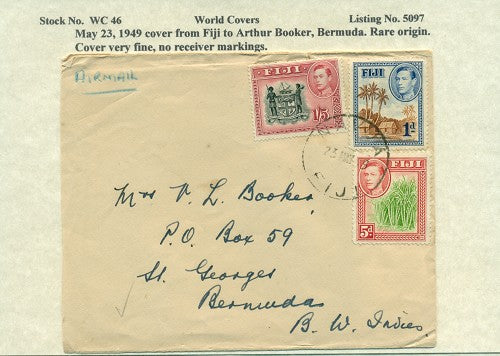 Stock No. WC 46 World Covers Listing No. 5097
May 23, 1949 cover from Fiji to Arthur Booker, Bermuda. Rare origin.
Cover very fine, no receiver markings.
AIRMAIL
FIJI
1/5
FIJI
1d
FIJI
5d
FIJI
Mrs V. L. Booker
P.O. Box 59
St. Georges
Bermuda
B. W. Indies